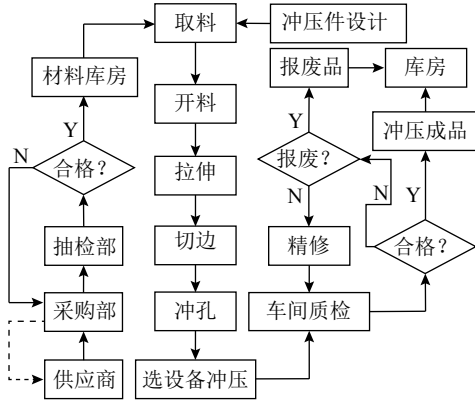 取料
冲压件设计
报废品
库房
材料库房
开料
冲压成品
Y
Y
N
合格？
拉伸
报废？
N
Y
N
抽检部
切边
精修
合格？
采购部
冲孔
车间质检
供应商
选设备冲压